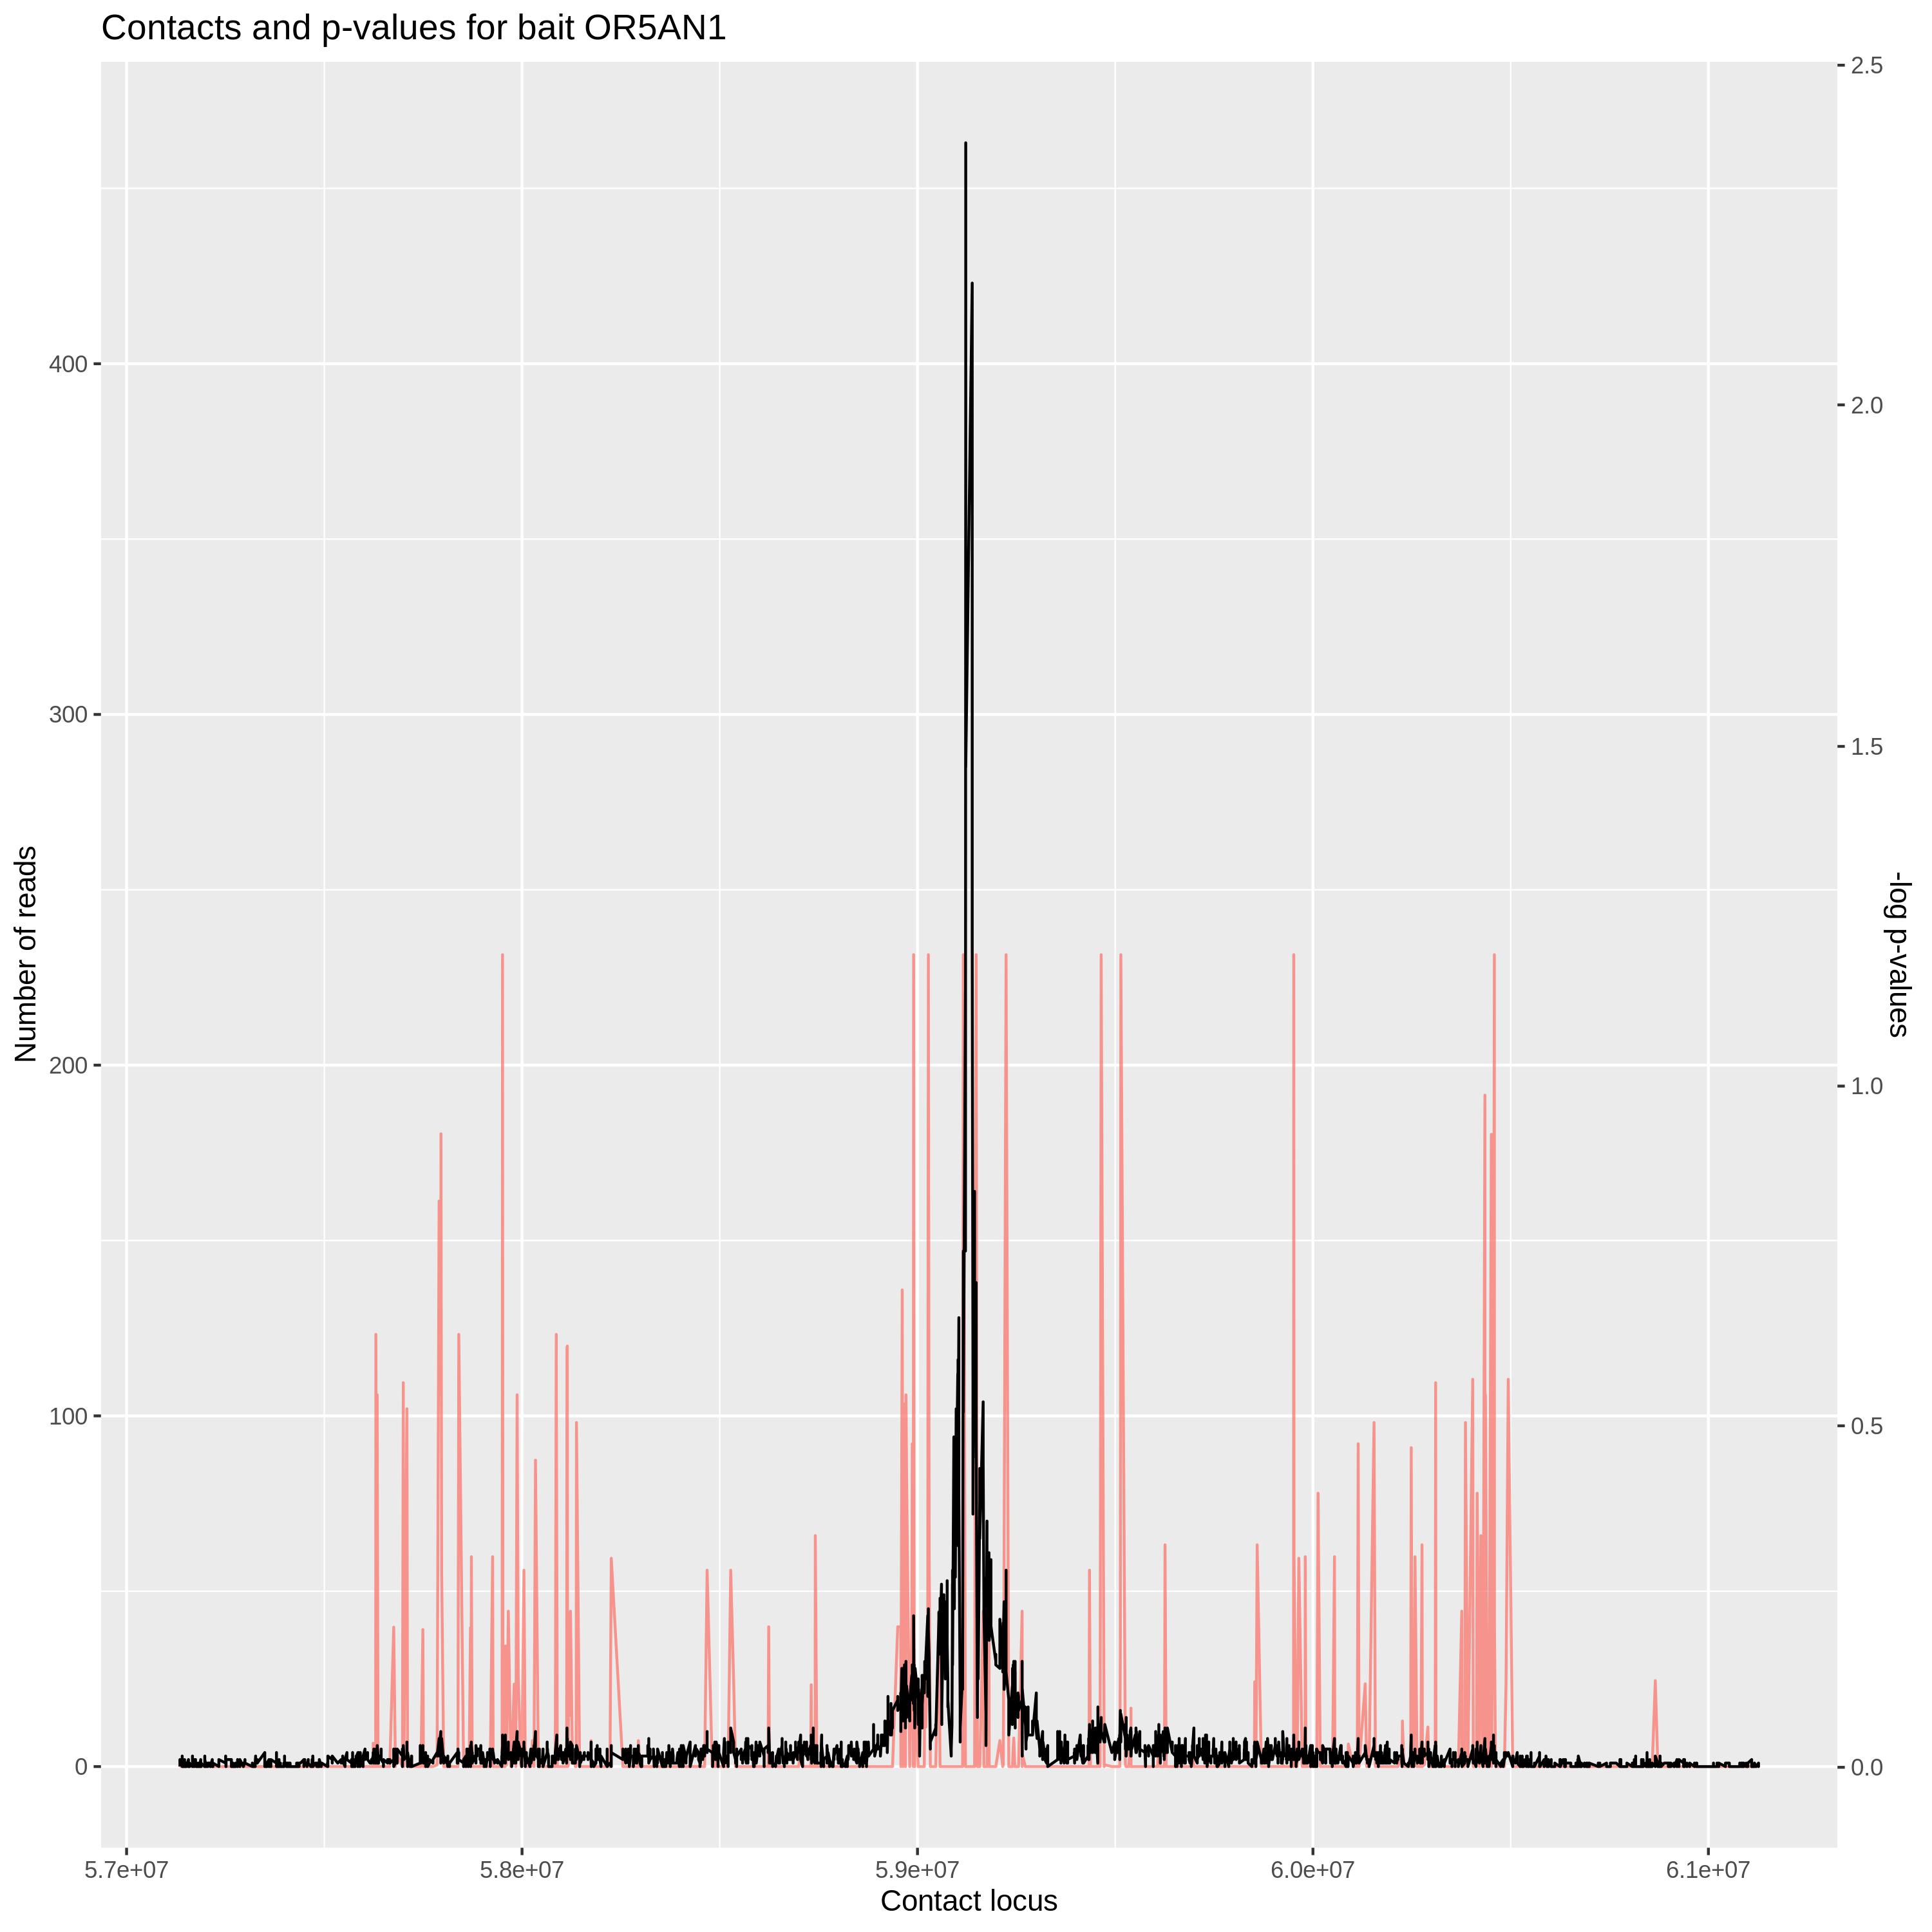 Contacts and p-values for bait OR5AN1
2.5
400
2.0
300
1.5
Number of reads
-log p-values
200
1.0
100
0.5
0
0.0
5.7e+07 5.8e+07 5.9e+07 6.0e+07 6.1e+07
Contact locus